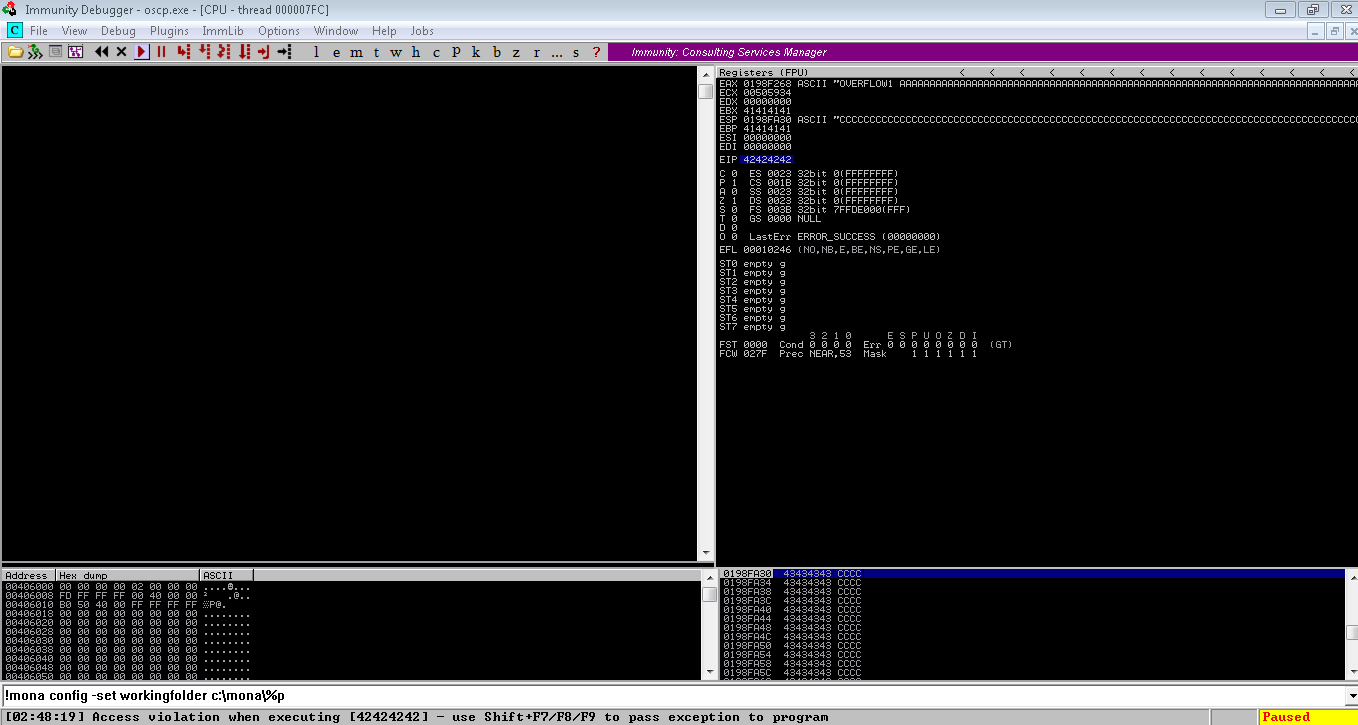 Immunity Debugger - oscp.exe - [CPU - thread 000007FC]
C File View Debug Plugins ImmLib Options Window Help Jobs
l e m t w h c P k b z r ... s ? Immunity: Consulting Services Manager
Registers (FPU) < < < < < < < < < < < < < <
EAX 0198F268 ASCII "OVERFLOW1 AAAAAAAAAAAAAAAAAAAAAAAAAAAAAAAAAAAAAAAAAAAAAAAAAAAAAAAAAAAAAAAAAAAAAAAAAAAA
ECX 00505934
EDX 00000000
EBX 41414141
ESP 0198FA30 ASCII "CCCCCCCCCCCCCCCCCCCCCCCCCCCCCCCCCCCCCCCCCCCCCCCCCCCCCCCCCCCCCCCCCCCCCCCCCCCCCCCCCCCCCC
EBP 41414141
ESI 00000000
EDI 00000000
EIP 42424242
C 0 ES 0023 32bit 0(FFFFFFFF)
P 1 CS 001B 32bit 0(FFFFFFFF)
A 0 SS 0023 32bit 0(FFFFFFFF)
Z 1 DS 0023 32bit 0(FFFFFFFF)
S 0 FS 003B 32bit 7FFDE000(FFF)
T 0 GS 0000 NULL
D 0
O 0 LastErr ERROR_SUCCESS (00000000)
EFL 00010246 (NO,NB,E,BE,NS,PE,GE,LE)
ST0 empty g
ST1 empty g
ST2 empty g
ST3 empty g
ST4 empty g
ST5 empty g
ST6 empty g
ST7 empty g
3 2 1 0 E S P U O Z D I
FST 0000 Cond 0 0 0 0 Err 0 0 0 0 0 0 0 0 (GT)
FCW 027F Prec NEAR,53 Mask 1 1 1 1 1 1
Address Hex dump ASCII
00406000 00 00 00 00 02 00 00 00 ....☻...
00406008 FD FF FF FF 00 40 00 00 ² .@..
00406010 B0 50 40 00 FF FF FF FF ░P@.
00406018 00 00 00 00 00 00 00 00 ........
00406020 00 00 00 00 00 00 00 00 ........
00406028 00 00 00 00 00 00 00 00 ........
00406030 00 00 00 00 00 00 00 00 ........
00406038 00 00 00 00 00 00 00 00 ........
00406040 00 00 00 00 00 00 00 00 ........
00406048 00 00 00 00 00 00 00 00 ........
00406050 00 00 00 00 00 00 00 00 ........
0198FA30 43434343 CCCC
0198FA34 43434343 CCCC
0198FA38 43434343 CCCC
0198FA3C 43434343 CCCC
0198FA40 43434343 CCCC
0198FA44 43434343 CCCC
0198FA48 43434343 CCCC
0198FA4C 43434343 CCCC
0198FA50 43434343 CCCC
0198FA54 43434343 CCCC
0198FA58 43434343 CCCC
0198FA5C 43434343 CCCC
!mona config -set workingfolder c:\mona\%p
[02:48:19] Access violation when executing [42424242] - use Shift+F7/F8/F9 to pass exception to program
Paused